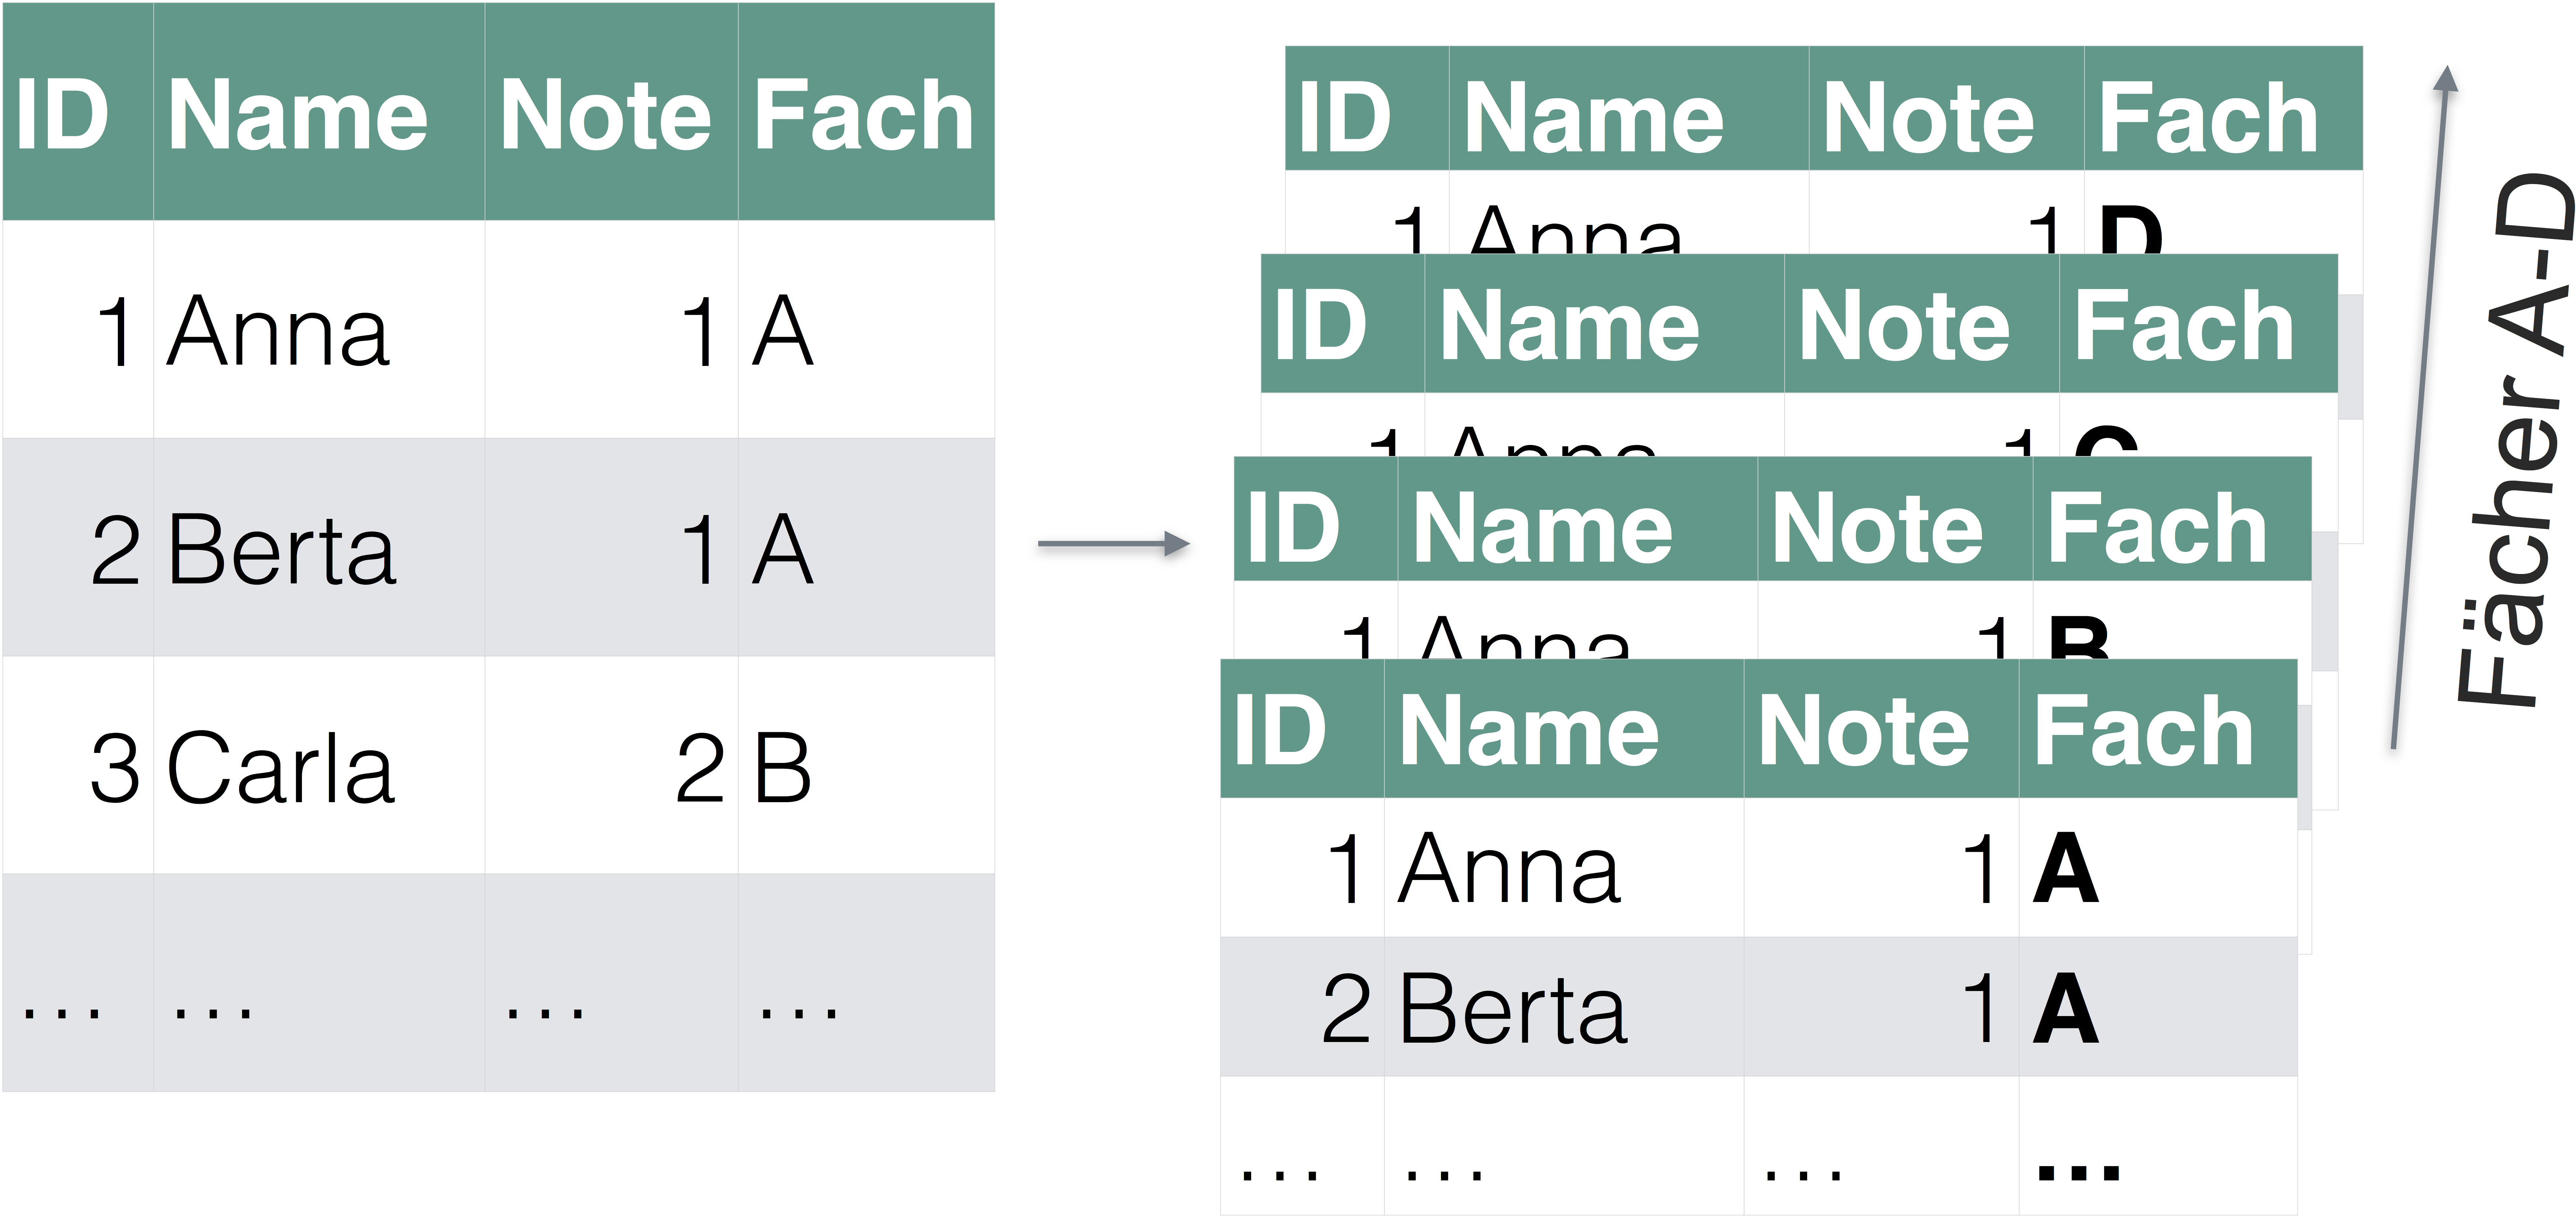 ID Name Note Fach
1 Anna 1 A
2 Berta 1 A
3 Carla 2 B
... ... ... ...
ID Name Note Fach
1 Anna 1 D
ID Name Note Fach
1 Anna 1 C
ID Name Note Fach
1 Anna 1 B
ID Name Note Fach
1 Anna 1 A
2 Berta 1 A
... ... ... ...
Fächer A-D